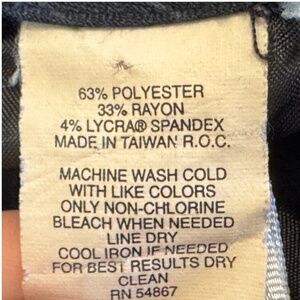 63% POLYESTER
33% RAYON
4% LYCRA® SPANDEX
MADE IN TAIWAN R.O.C.
MACHINE WASH COLD
WITH LIKE COLORS
ONLY NON-CHLORINE
BLEACH WHEN NEEDED
LINE DRY
COOL IRON IF NEEDED
FOR BEST RESULTS DRY
CLEAN
RN 54867